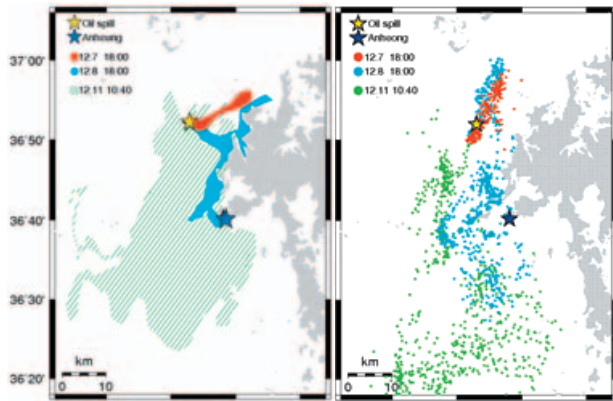 Oil spill
Anheung
12.7 18:00
12.8 18:00
12.11 10:40
37°00'
36°50'
36°40'
36°30'
36°20'
km
0 10
Oil spill
Anheong
12.7 18:00
12.8 18:00
12.11 10:40
km
0 10